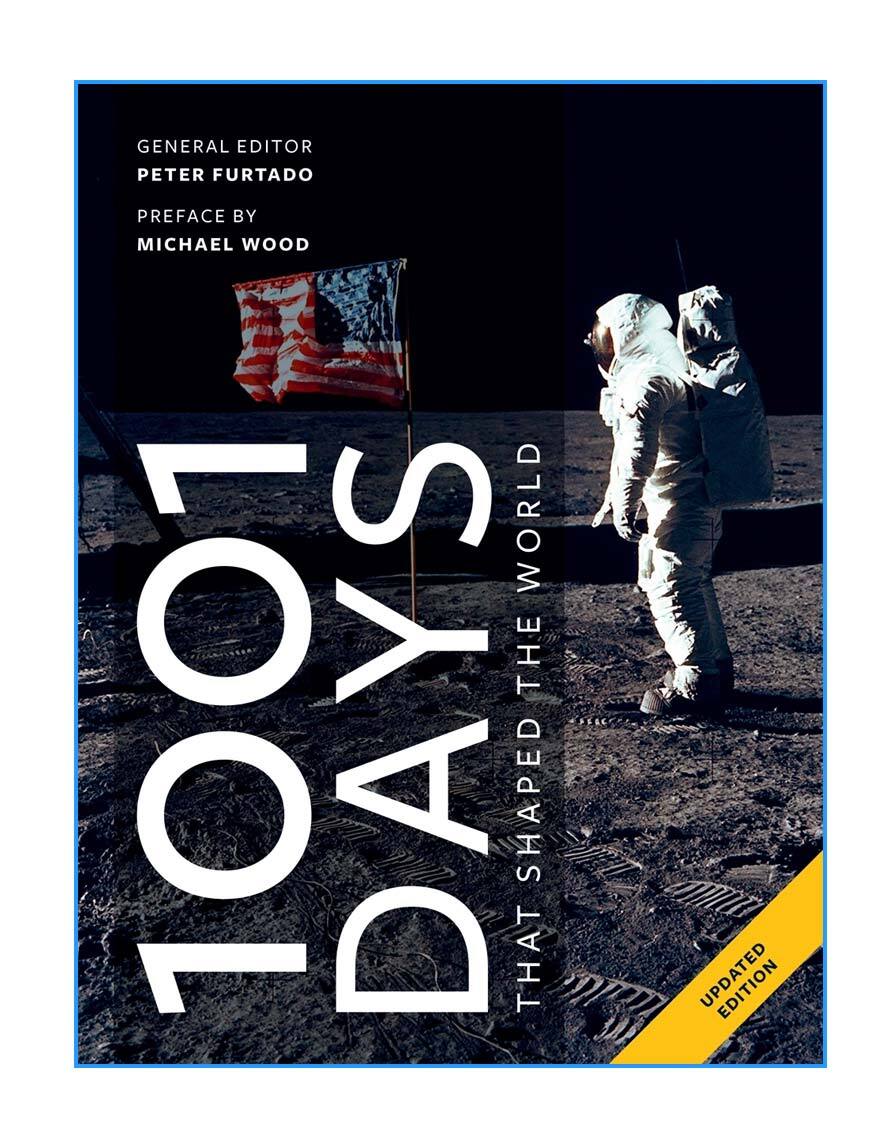 GENERAL EDITOR
PETER FURTADO
PREFACE BY
MICHAEL WOOD
1001
DAYS
THAT SHAPED THE WORLD
UPDATED
EDITION